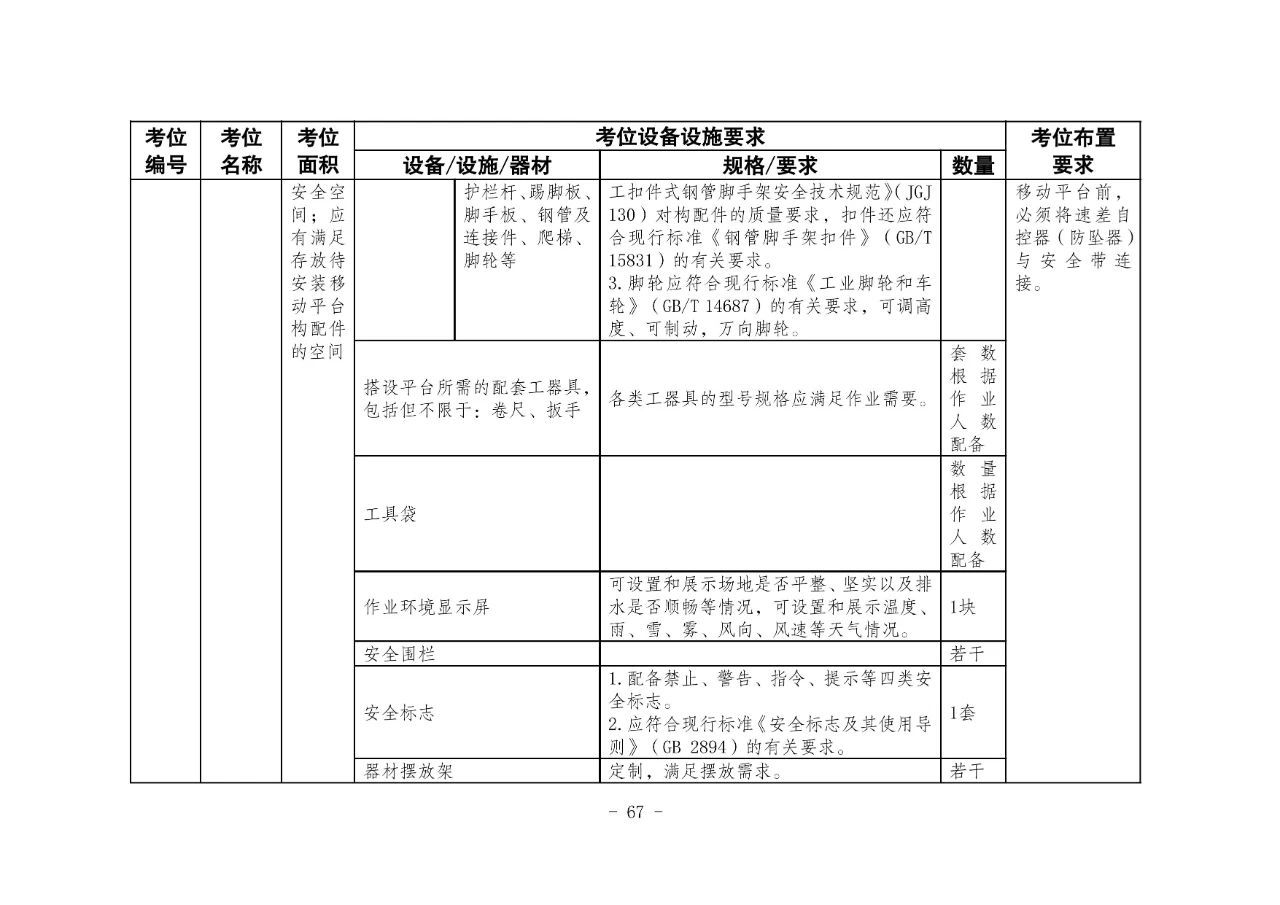 考位编号
考位名称
考位面积
考位设备设施要求
考位布置要求
设备/设施/器材
规格/要求
数量
安全空
间；应
有满足
存放待
安装移
动平台
构配件
的空间
护栏杆、踢脚板、
脚手板、钢管及
连接件、爬梯、
脚轮等
工扣件式钢管脚手架安全技术规范》（JGJ
130）对构配件的质量要求，扣件还应符
合现行标准《钢管脚手架扣件》（GB/T
15831）的有关要求。
3.脚轮应符合现行标准《工业脚轮和车
轮》（GB/T 14687）的有关要求，可调高
度、可制动，万向脚轮。
移动平台前，
必须将速差自
控器（防坠器）
与安全带连
接。
搭设平台所需的配套工器具，
包括但不限于：卷尺、扳手
各类工器具的型号规格应满足作业需要。
套数
根据
作业
人数
配备
工具袋
数量
根据
作业
人数
配备
作业环境显示屏
可设置和展示场地是否平整、坚实以及排
水是否顺畅等情况，可设置和展示温度、
雨、雪、雾、风向、风速等天气情况。
1块
安全围栏
若干
安全标志
1.配备禁止、警告、指令、提示等四类安
全标志。
2.应符合现行标准《安全标志及其使用导
则》（GB 2894）的有关要求。
1套
器材摆放架
定制，满足摆放需求。
若干
- 67 -